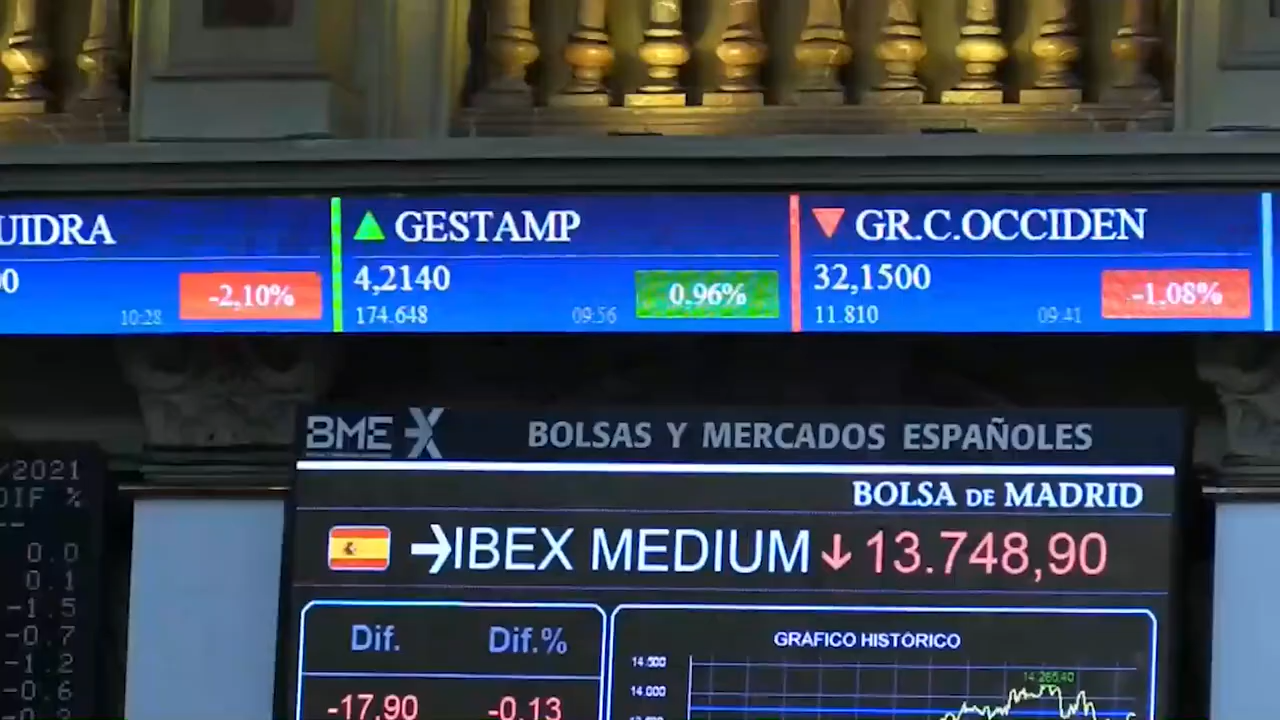 UIDRA
0
-2,10%
10:28
GESTAMP
4,2140
0,96%
174.648
09:56
GR.C.OCCIDEN
32,1500
-1,08%
11.810
09:41
BME X
BOLSAS Y MERCADOS ESPAÑOLES
BOLSA DE MADRID
IBEX MEDIUM 13.748,90
Dif. Dif.%
-17,90 -0,13
GRAFICO HISTÓRICO
14.500
14.265,40
14.000
/2021
DIF %
--
0.0
0.1
-1.5
-0.7
-1.2
-0.6